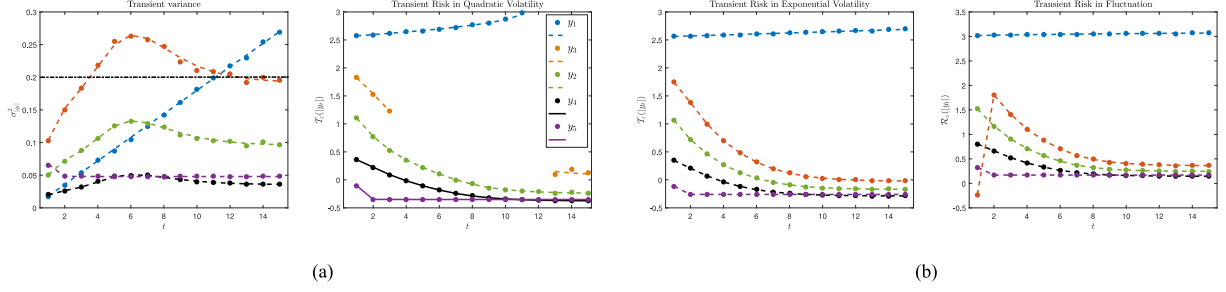 Transient variance
0.3
0.25
0.2
0.15
0.1
0.05
0
2 4 6 8 10 12 14
t
Transient Risk in Quadratic Volatility
3
2.5
2
1.5
1
0.5
0
-0.5
2 4 6 8 10 12 14
t
y₁
y₃
y₂
y₄
y₅
(a)
Transient Risk in Exponential Volatility
3
2.5
2
1.5
1
0.5
0
-0.5
2 4 6 8 10 12 14
t
Transient Risk in Fluctuation
3.5
3
2.5
2
1.5
1
0.5
0
-0.5
2 4 6 8 10 12 14
t
(b)